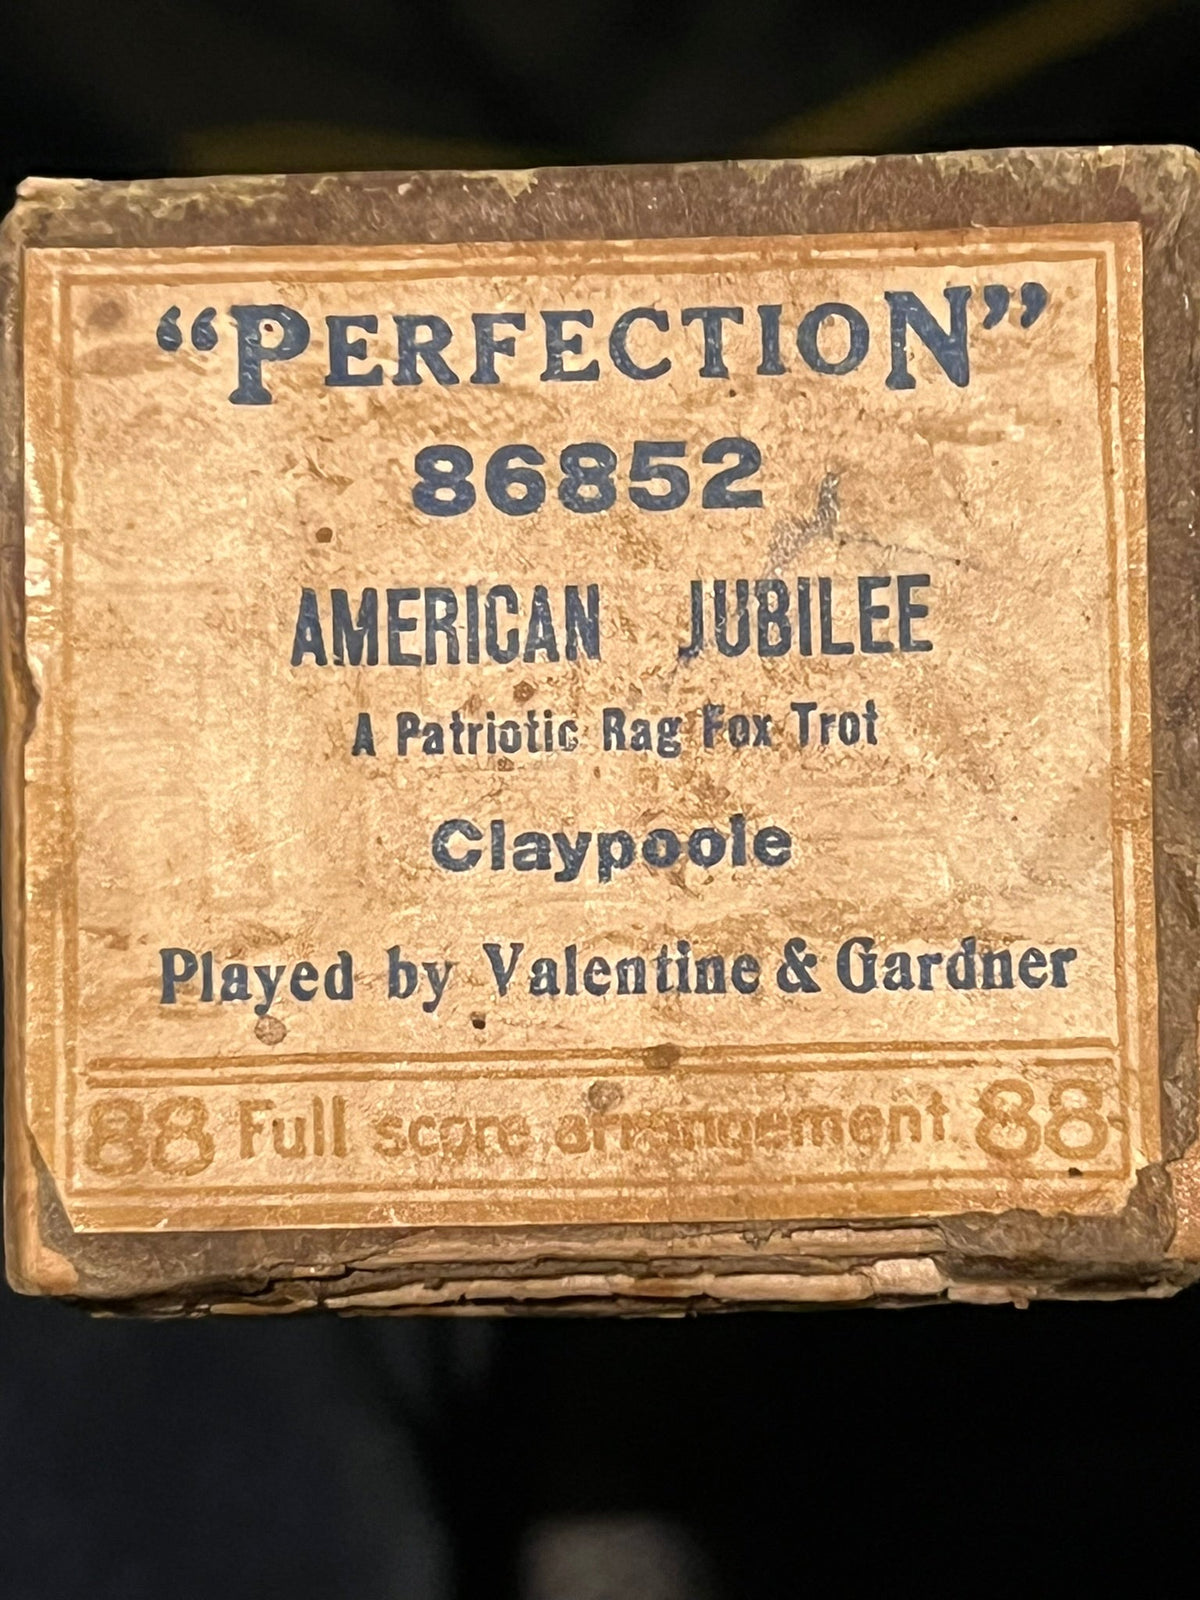 “PERFECTION”
86852
AMERICAN JUBILEE
A Patriotic Rag Fox Trot
Claypoole
Played by Valentine & Gardner
88 Full score arrangement 88